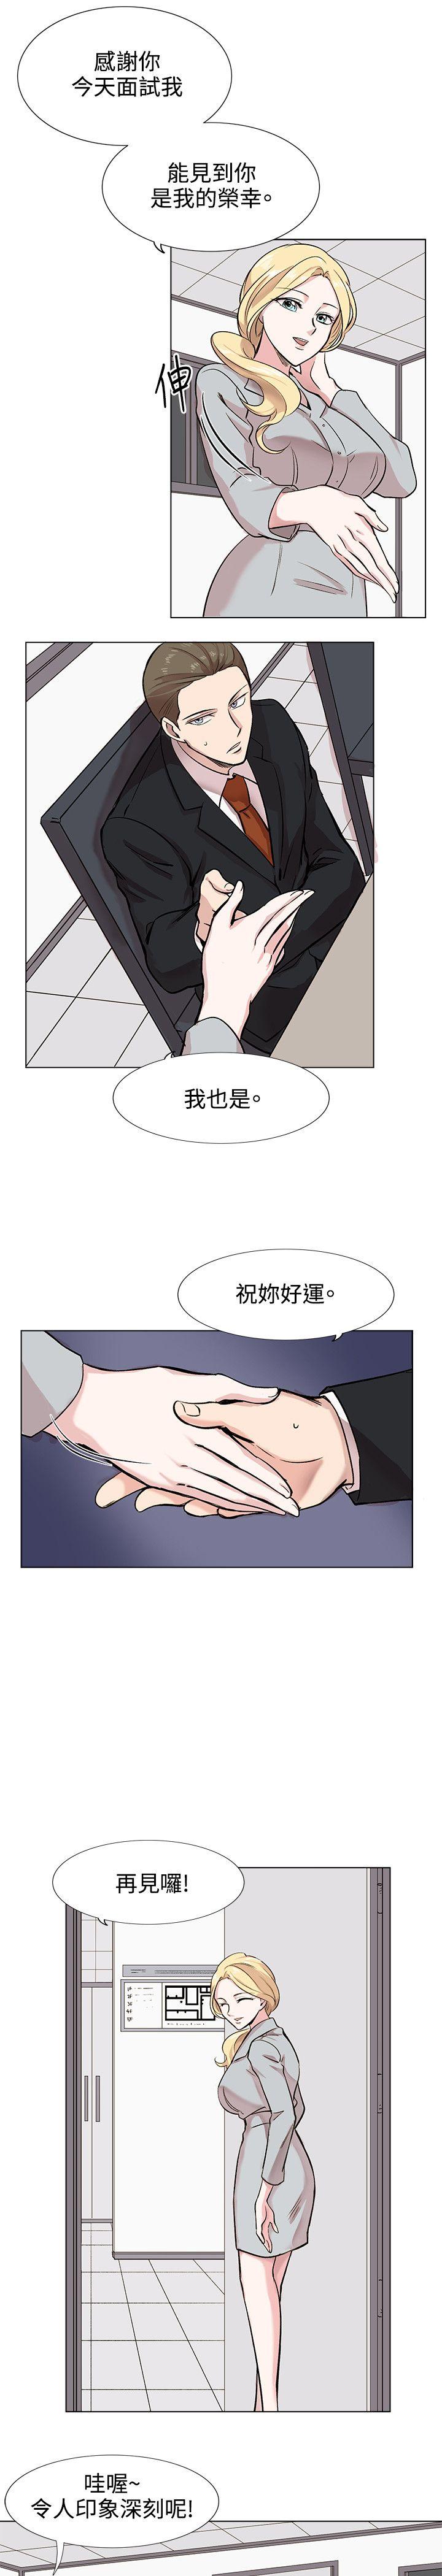 感謝你
今天面試我
能見到你
是我的榮幸。
伸
我也是。
祝妳好運。
再見囉!
哇喔~
令人印象深刻呢!